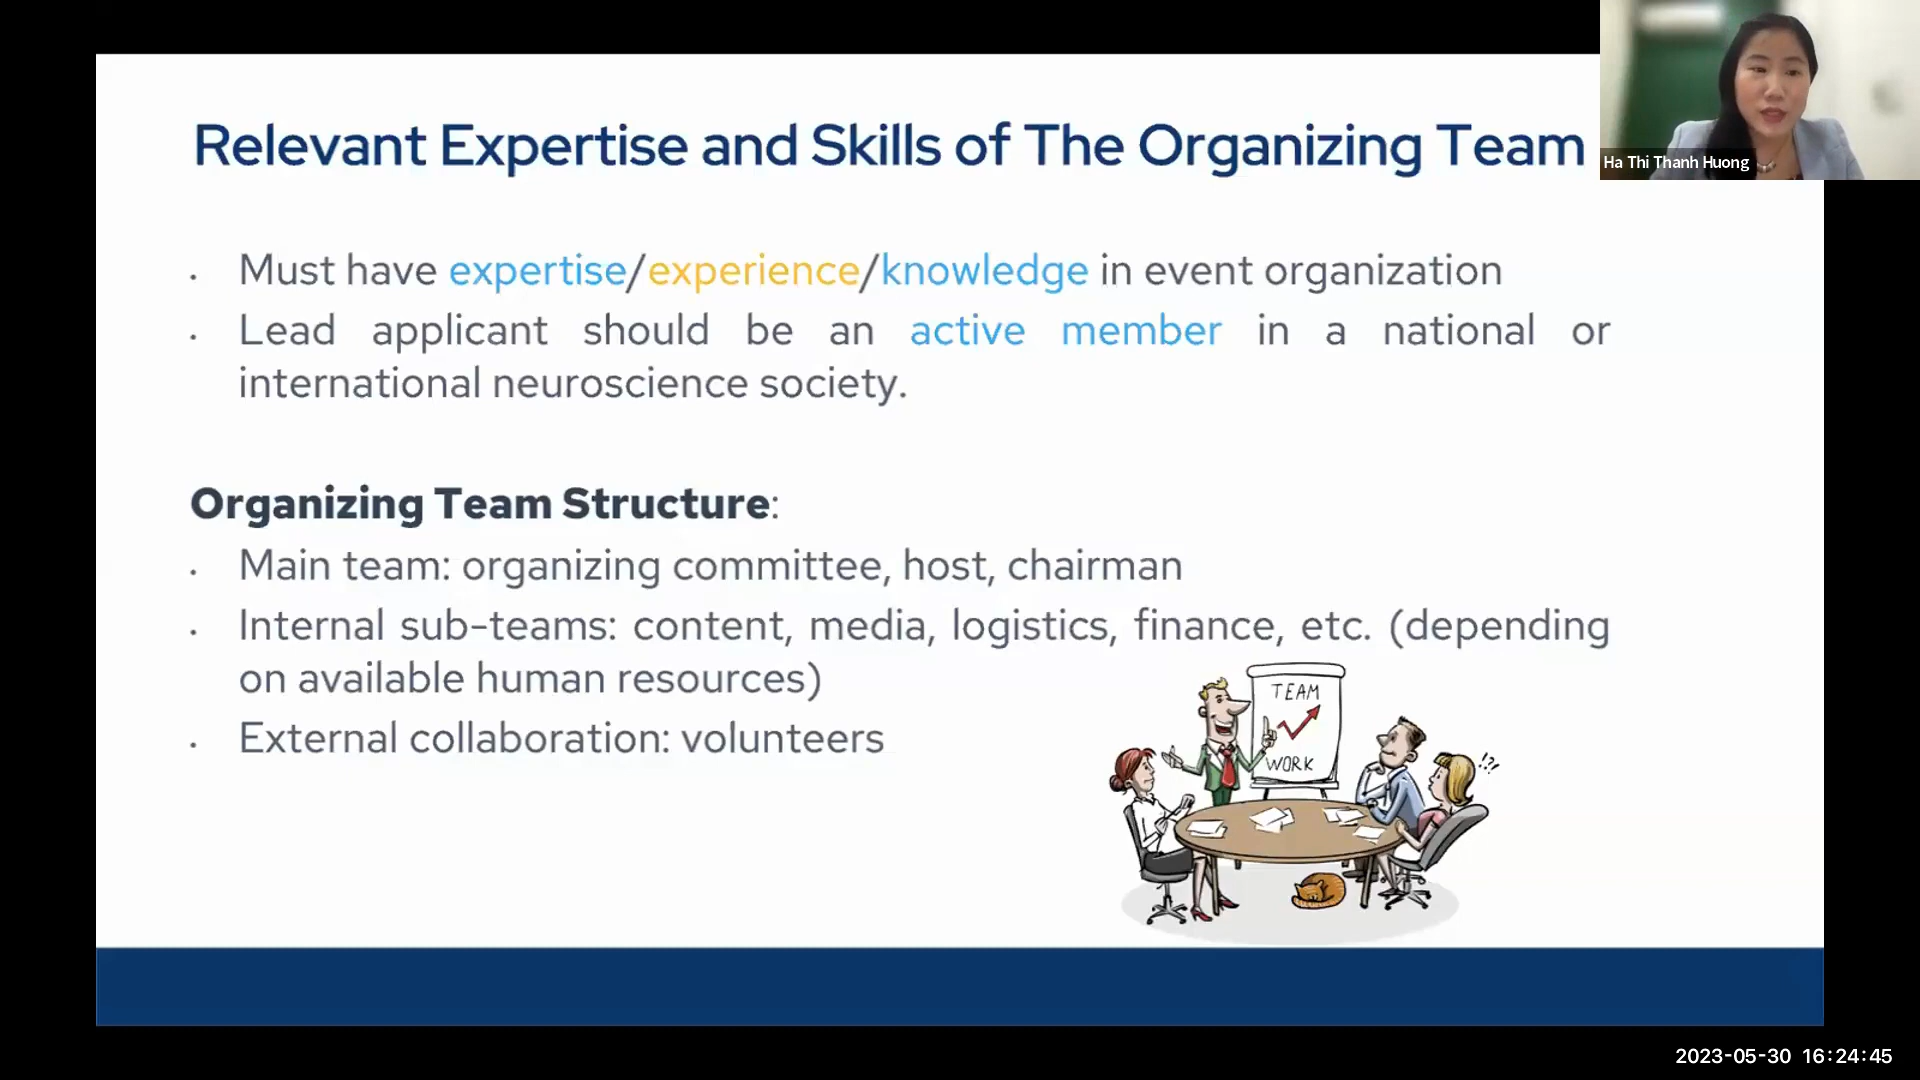 Relevant Expertise and Skills of The Organizing Team
Ha Thi Thanh Huong
• Must have expertise/experience/knowledge in event organization
• Lead applicant should be an active member in a national or
international neuroscience society.
Organizing Team Structure:
• Main team: organizing committee, host, chairman
• Internal sub-teams: content, media, logistics, finance, etc. (depending
on available human resources)
• External collaboration: volunteers
TEAM
WORK
!?!
2023-05-30 16:24:45